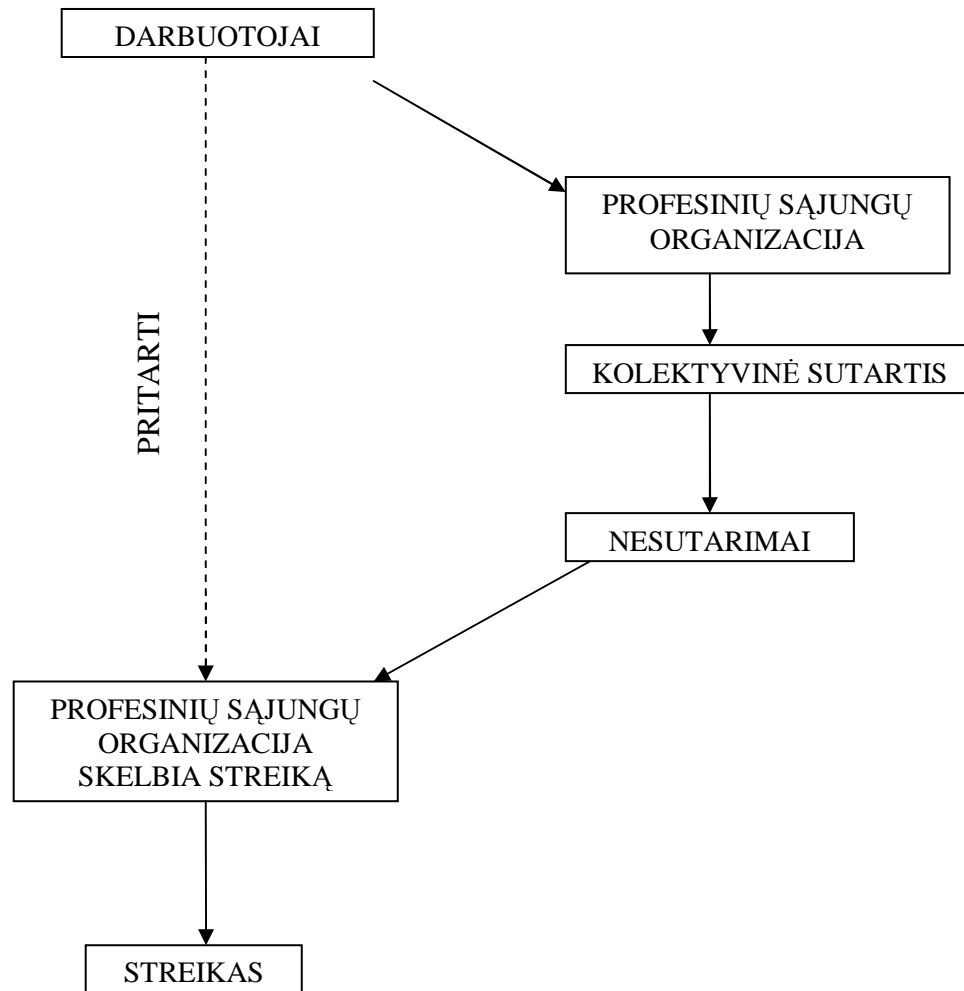 DARBUOTOJAI
PROFESINIŲ SĄJUNGŲ
ORGANIZACIJA
PRITARTI
KOLEKTYVINĖ SUTARTIS
NESUTARIMAI
PROFESINIŲ SĄJUNGŲ
ORGANIZACIJA
SKELBIA STREIKĄ
STREIKAS